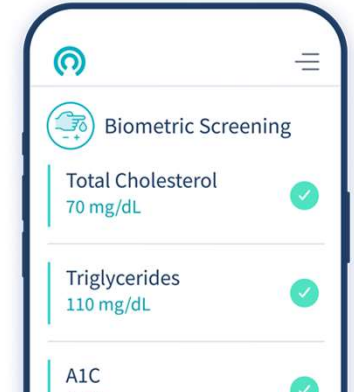 Biometric Screening
Total Cholesterol
70 mg/dL
Triglycerides
110 mg/dL
A1C